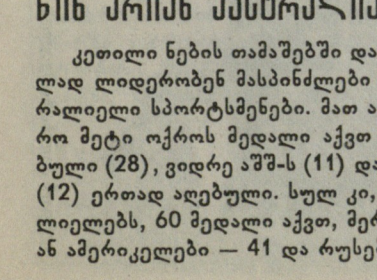 კეთილი ნების თამაშებში და
ლად ლიდერობენ მასპინძლები
რალიელი სპორტსმენები. მათ ა
რო მეტი ოქროს მედალი აქვთ
ბული (28), ვიდრე აშშ-ს (11) და
(12) ერთად აღებული. სულ კი,
ლიელებს, 60 მედალი აქვთ, მერ
ან ამერიკელები — 41 და რუსე